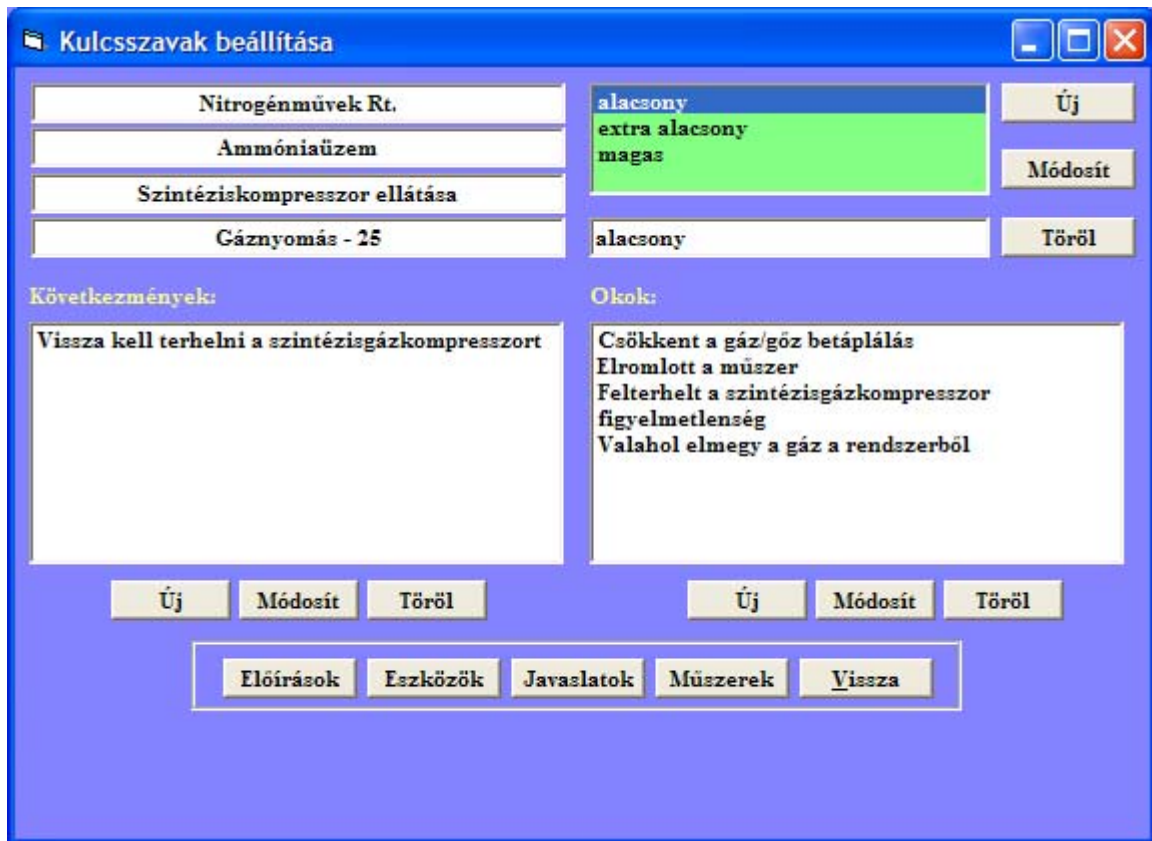 Kulcsszavak beállítása
Nitrogénművek Rt.
Ammóniaüzem
Szintéziskompresszor ellátása
Gáznyomás - 25
alacsony
extra alacsony
magas
alacsony
Új
Módosít
Töröl
Következmények:
Vissza kell terhelni a szintézisgázkompresszort
Új
Módosít
Töröl
Okok:
Csökkent a gáz/gőz betáplálás
Elromlott a műszer
Felterhelt a szintézisgázkompresszor
figyelmetlenség
Valahol elmegy a gáz a rendszerből
Új
Módosít
Töröl
Előírások
Eszközök
Javaslatok
Műszerek
Vissza